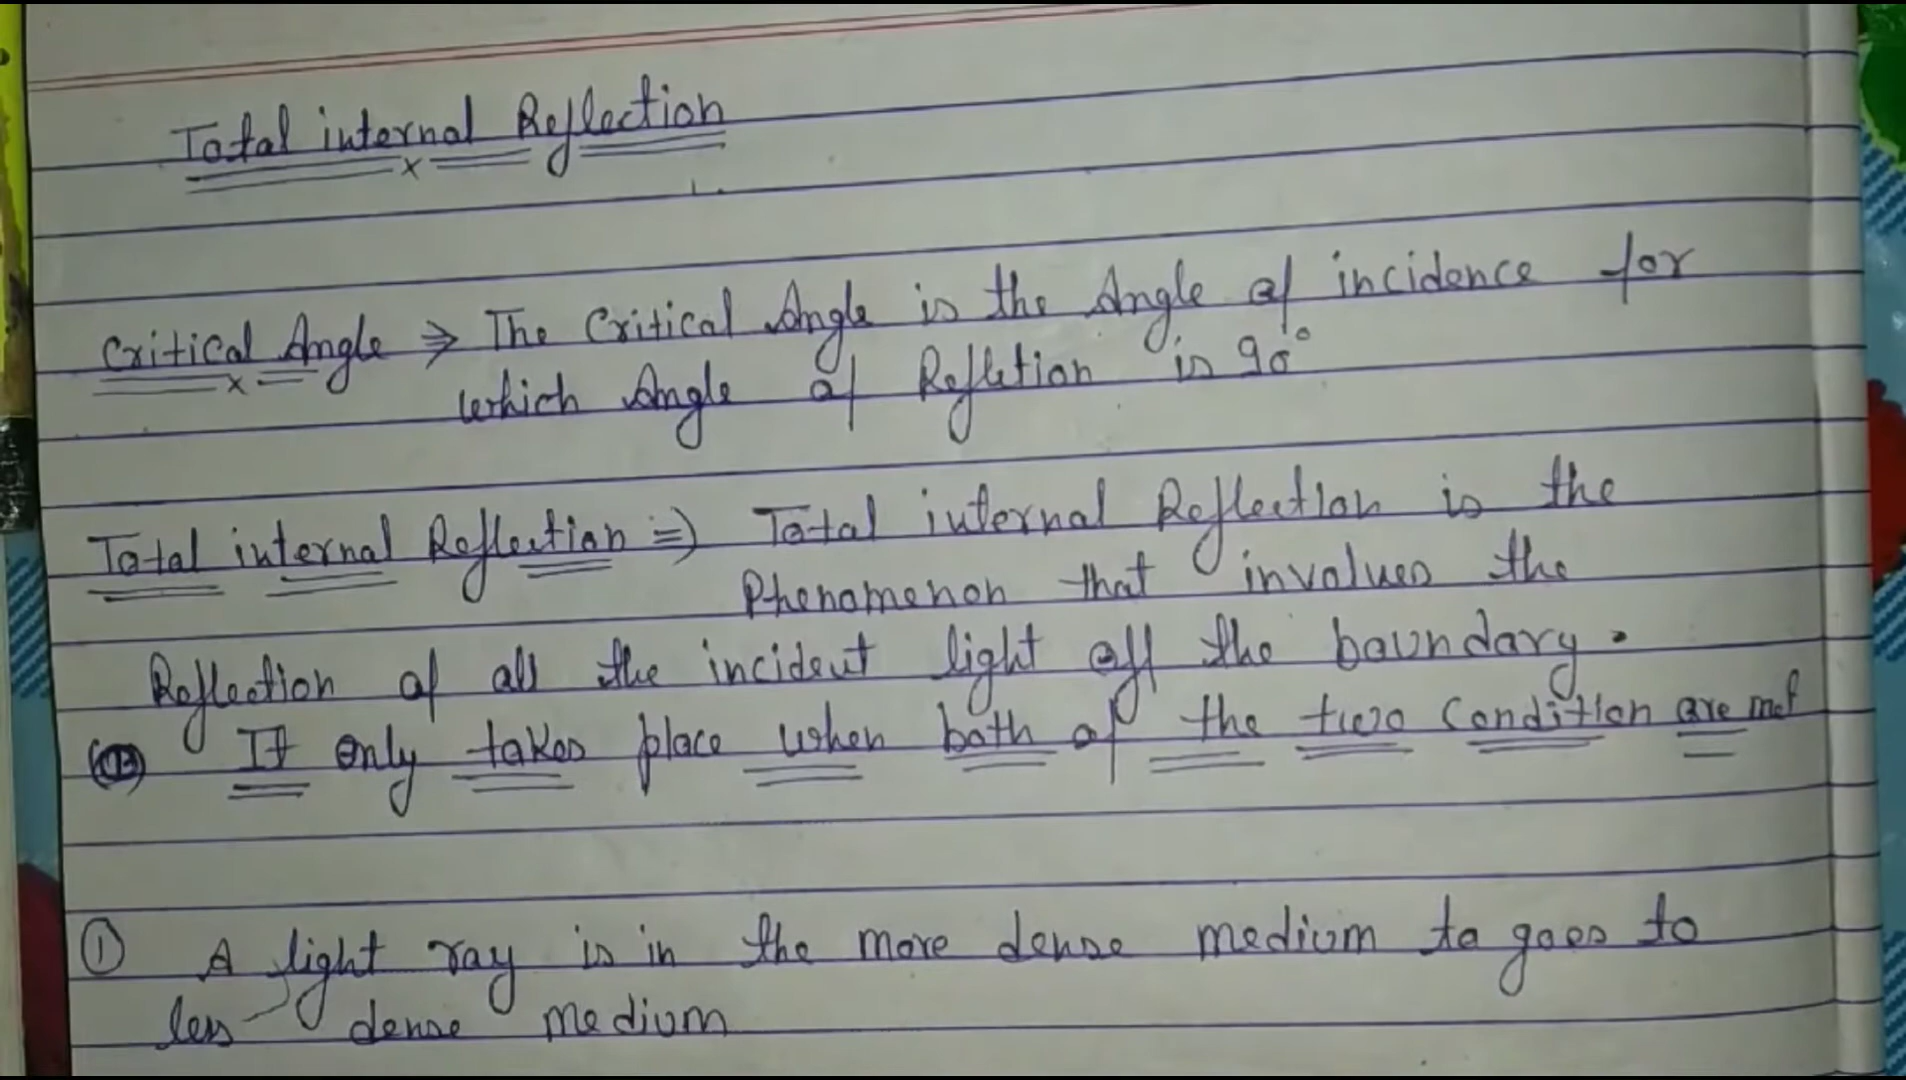 Total internal Reflection
Critical Angle ⇒ The Critical Angle is the Angle of incidence for
which Angle of Refletion is 90°
Total internal Reflection ⇒ Total internal Reflection is the
Phenomenon that involves the
Reflection of all the incident light off the boundary.
It only takes place when both of the two Condition are met
① A light ray is in the more dense medium to goes to
less dense medium